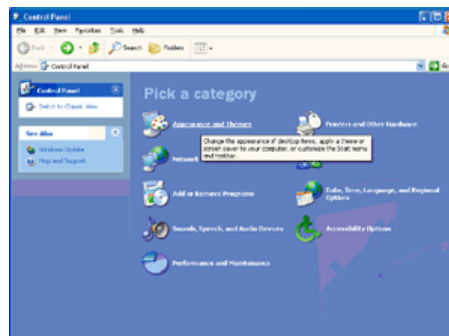 Control Panel
File Edit View Favorites Tools Help
Back Search Folders
Address Control Panel Go
Control Panel
Switch to Classic View
See Also
Windows Update
Help and Support
Pick a category
Appearance and Themes
Printers and Other Hardware
Change the appearance of desktop items, apply a theme or
screen saver to your computer, or customize the Start menu
and taskbar.
Network
Add or Remove Programs
Date, Time, Language, and Regional
Options
Sounds, Speech, and Audio Devices
Accessibility Options
Performance and Maintenance